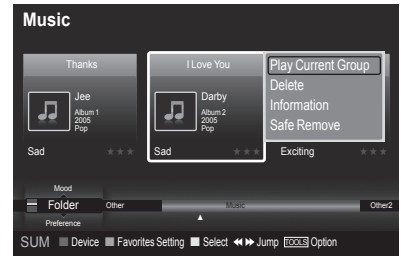 Music
Thanks
Jee
Album 1
2005
Pop
Sad
I Love You
Darby
Album 2
2005
Pop
Sad
Play Current Group
Delete
Information
Safe Remove
Exciting
Mood
Folder
Preference
Other
Music
Other2
SUM Device Favorites Setting Select Jump TOOLS Option